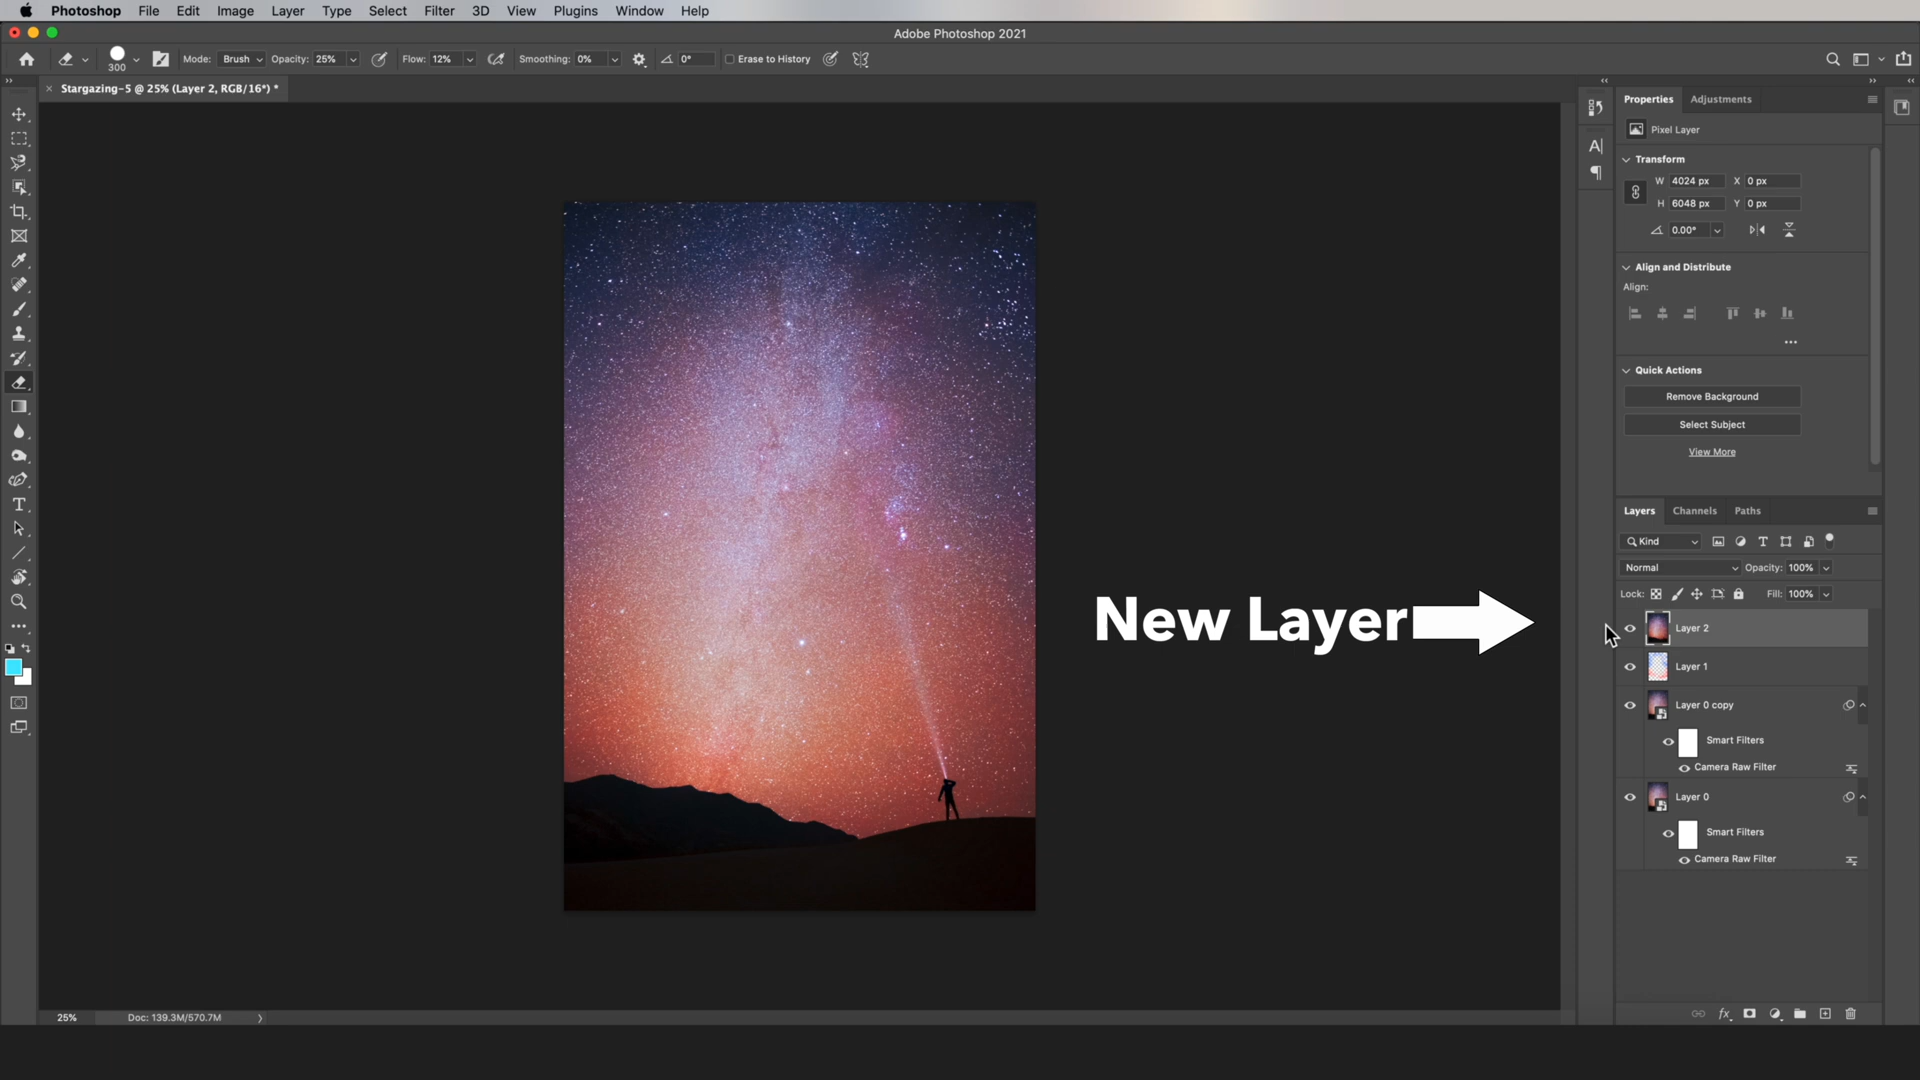 Photoshop File Edit Image Layer Type Select Filter 3D View Plugins Window Help
Adobe Photoshop 2021
300 Mode: Brush Opacity: 25% Flow: 12% Smoothing: 0% 0° Erase to History
Stargazing-5 @ 25% (Layer 2, RGB/16*) *
Properties Adjustments
Pixel Layer
Transform
W 4024 px X 0 px
H 6048 px Y 0 px
0.00°
Align and Distribute
Align:
Quick Actions
Remove Background
Select Subject
View More
Layers Channels Paths
Kind
Normal Opacity: 100%
Lock: Fill: 100%
New Layer
Layer 2
Layer 1
Layer 0 copy
Smart Filters
Camera Raw Filter
Layer 0
Smart Filters
Camera Raw Filter
25% Doc: 139.3M/570.7M